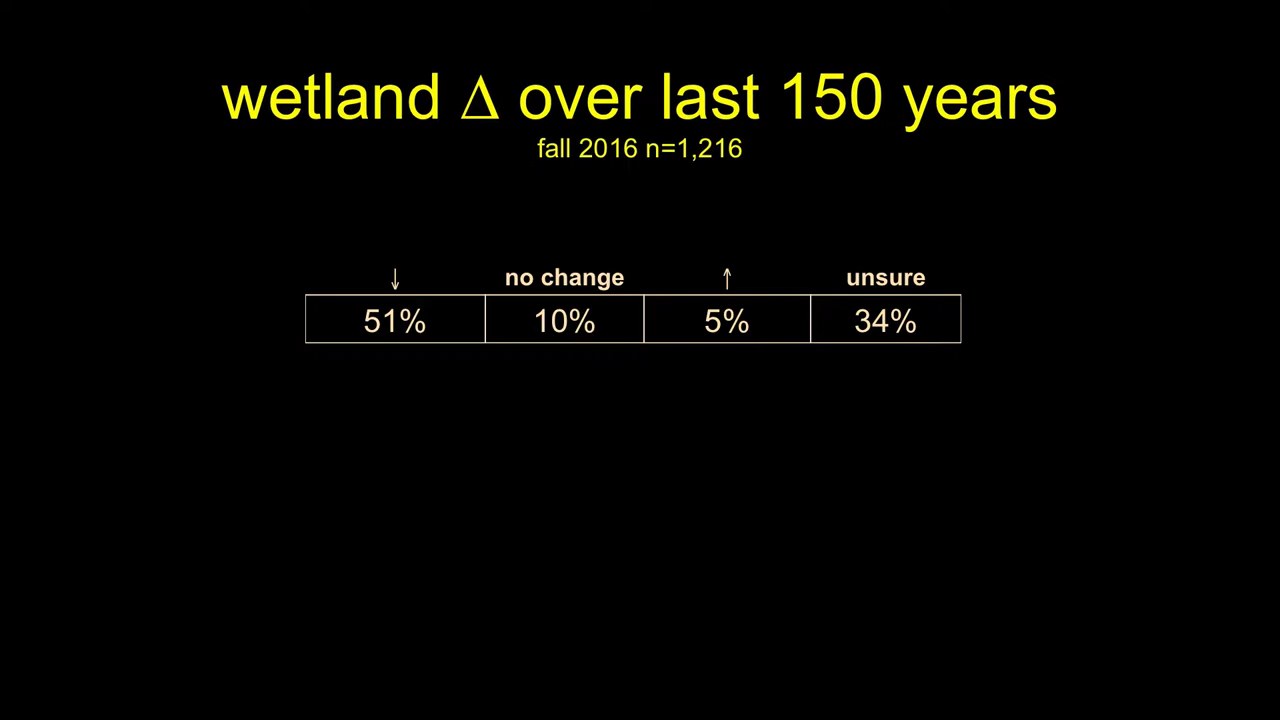 wetland Δ over last 150 years
fall 2016 n=1,216
↓ no change ↑ unsure
51% 10% 5% 34%